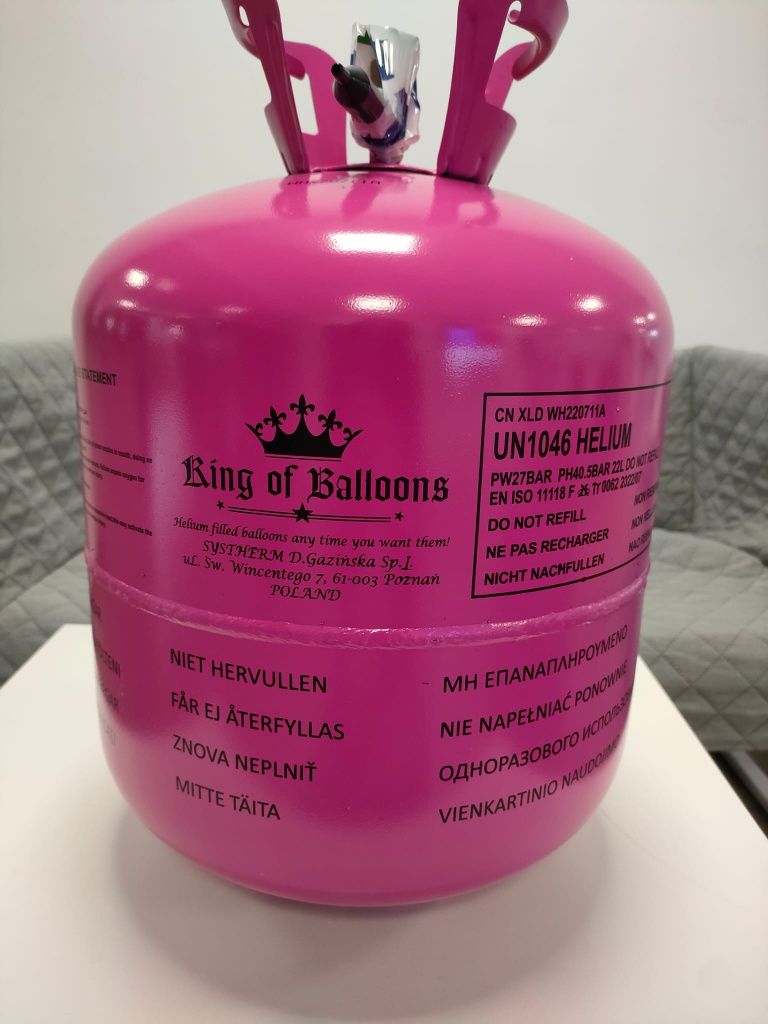 STATEMENT
King of Balloons
Helium filled balloons any time you want them!
SYSTHERM D.Gazińska Sp.J.
ul. Św. Wincentego 7, 61-003 Poznań
POLAND
CN XLD WH220711A
UN1046 HELIUM
PW27BAR PH40.5BAR 22L DO NOT REFILL
EN ISO 11118 F 0062 2022/07
DO NOT REFILL
NE PAS RECHARGER
NICHT NACHFULLEN
NIET HERVULLEN
FÅR EJ ÅTERFYLLAS
ZNOVA NEPLNIŤ
MITTE TÄITA
ΜΗ ΕΠΑΝΑΠΛΗΡΟΥΜΕΝΟ
NIE NAPEŁNIAĆ PONOWNIE
ОДНОРАЗОВОГО
VIENKARTINIO